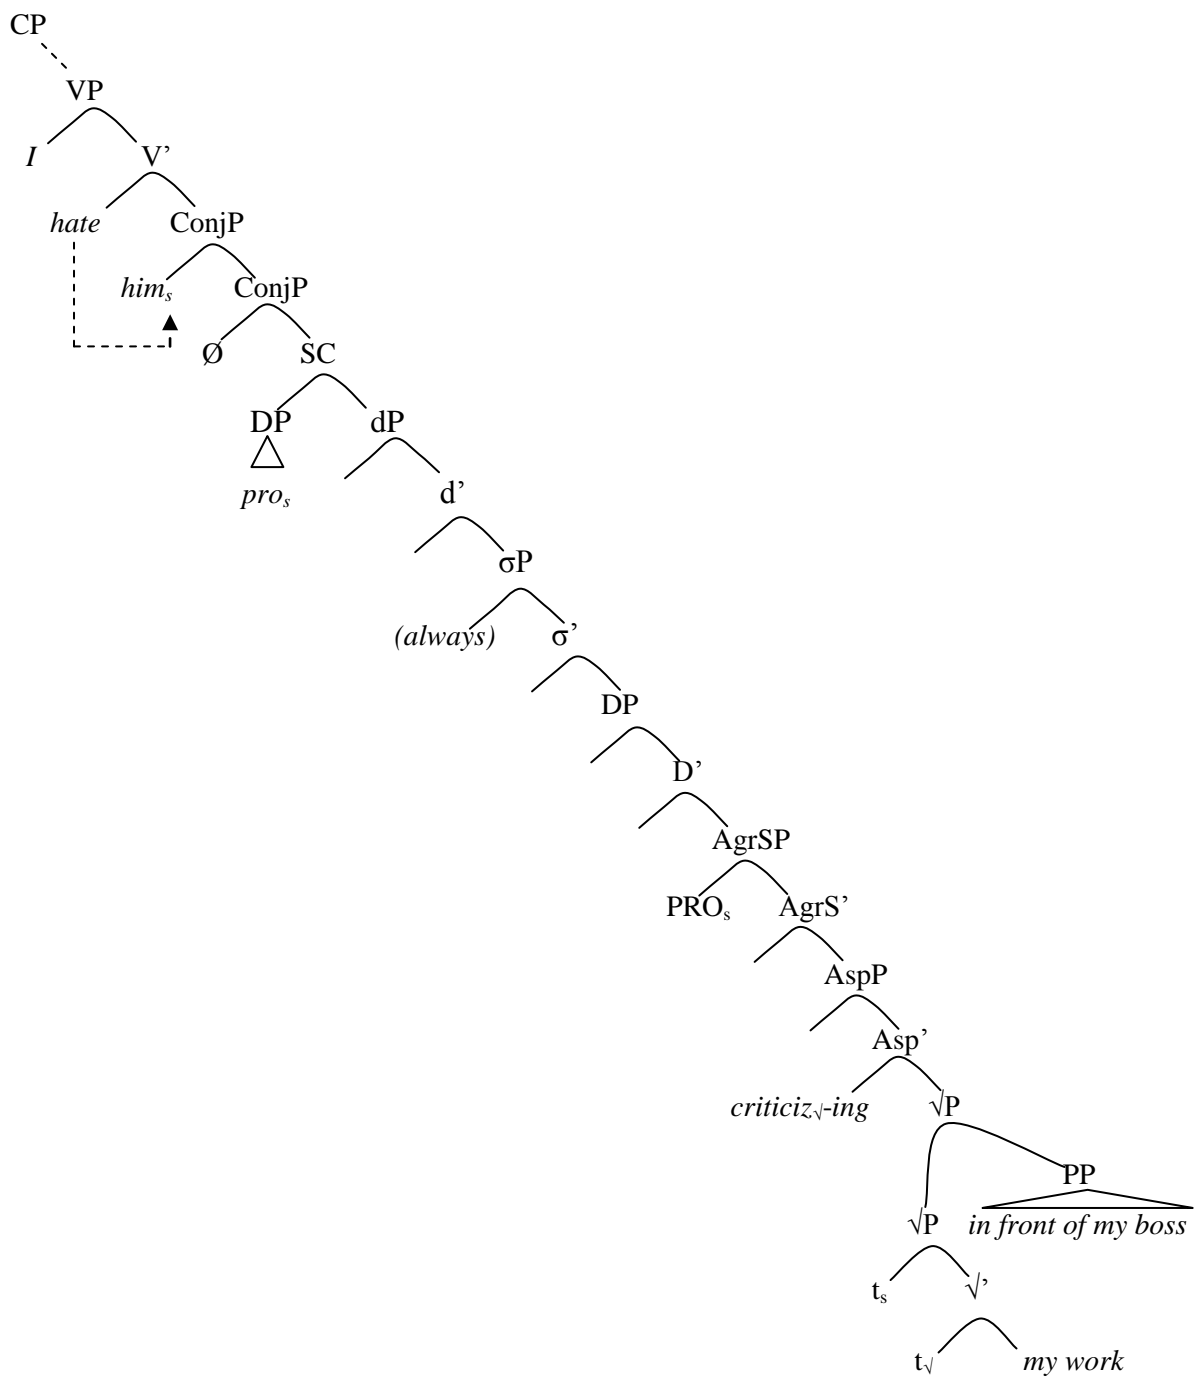 CP
VP
I V’
hate ConjP
himₛ ConjP
Ø SC
DP dP
proₛ d’
σP
(always) σ’
DP
D’
AgrSP
PROₛ AgrS’
AspP
Asp’
criticiz√-ing √P
PP
√P in front of my boss
tₛ √’
t√ my work